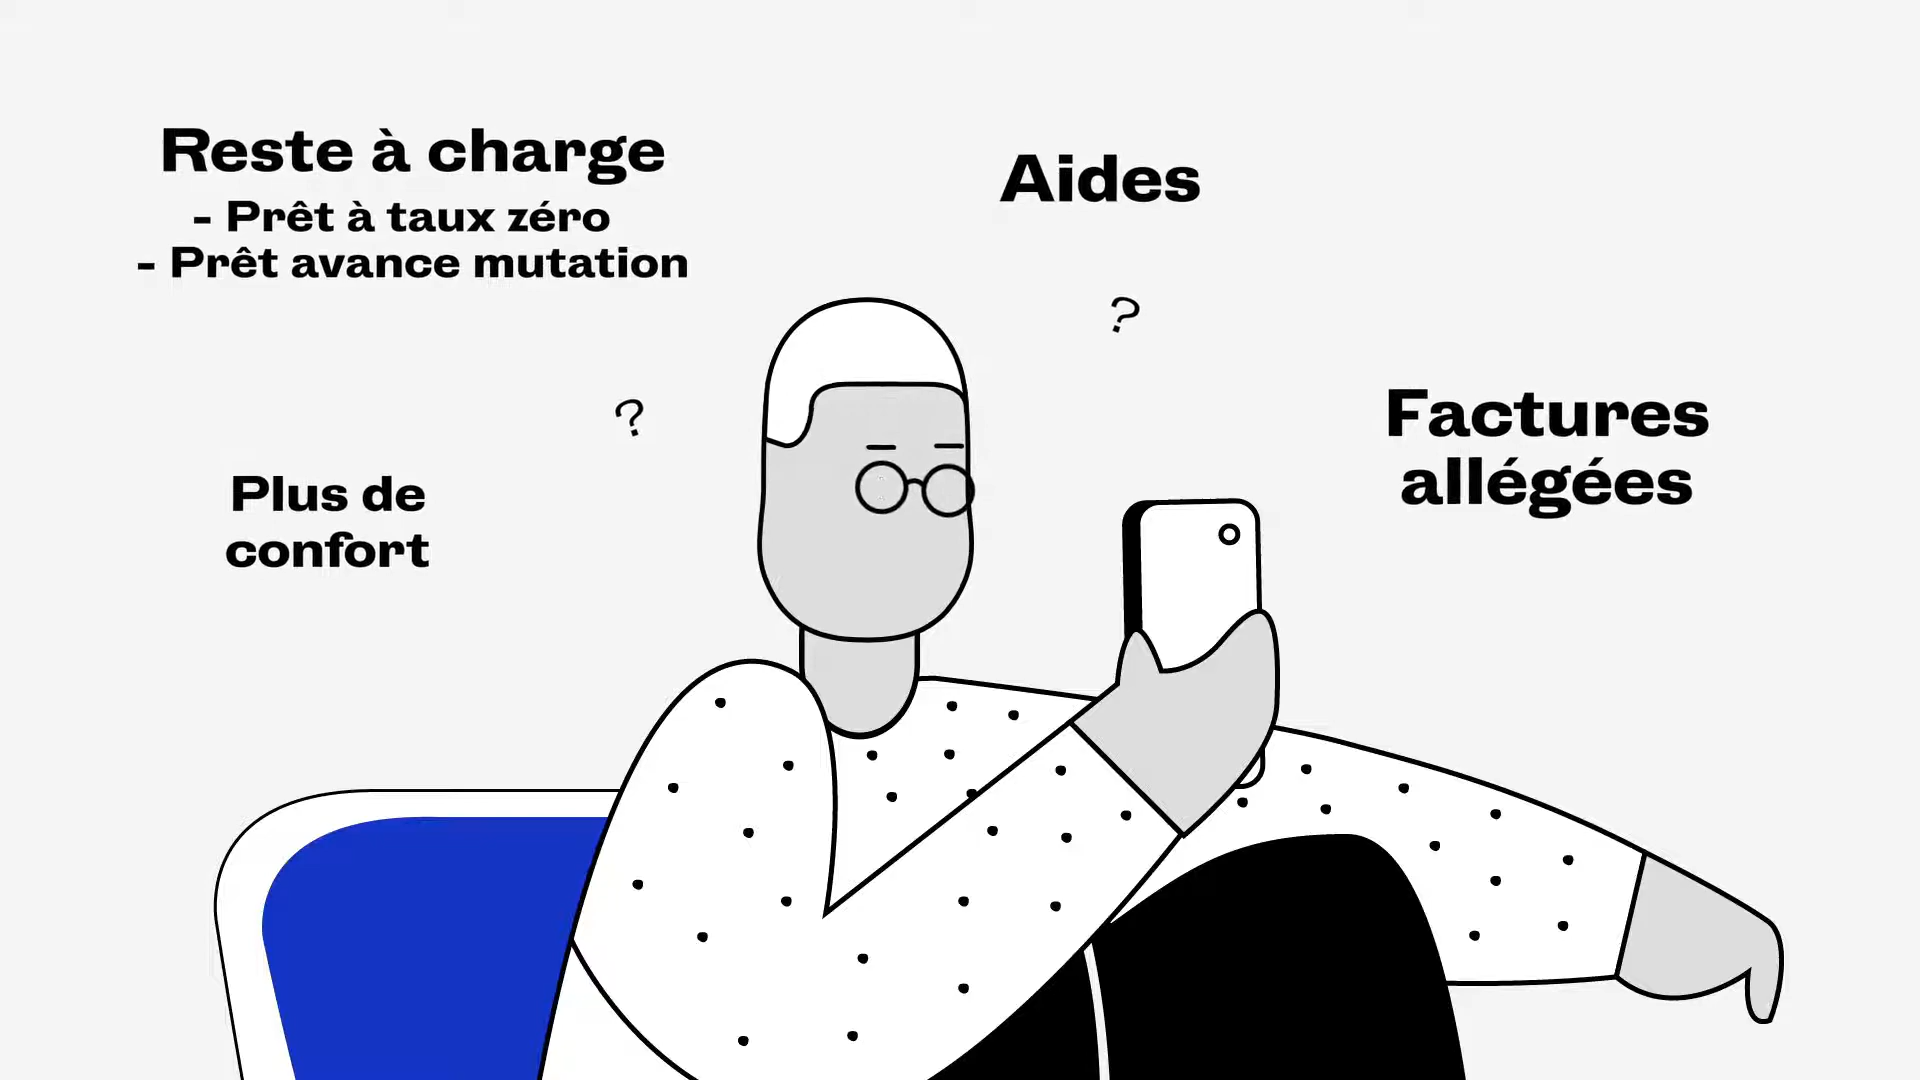 Reste à charge
- Prêt à taux zéro
- Prêt avance mutation
Aides
?
?
Factures
allégées
Plus de
confort